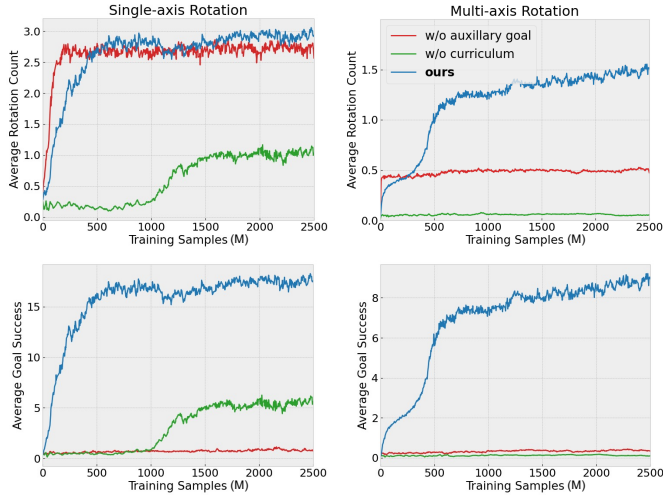 Single-axis Rotation
Average Rotation Count
3.0
2.5
2.0
1.5
1.0
0.5
0.0
0 500 1000 1500 2000 2500
Training Samples (M)
Multi-axis Rotation
Average Rotation Count
1.5
1.0
0.5
0.0
w/o auxillary goal
w/o curriculum
ours
0 500 1000 1500 2000 2500
Training Samples (M)
Average Goal Success
15
10
5
0
0 500 1000 1500 2000 2500
Training Samples (M)
Average Goal Success
8
6
4
2
0
0 500 1000 1500 2000 2500
Training Samples (M)